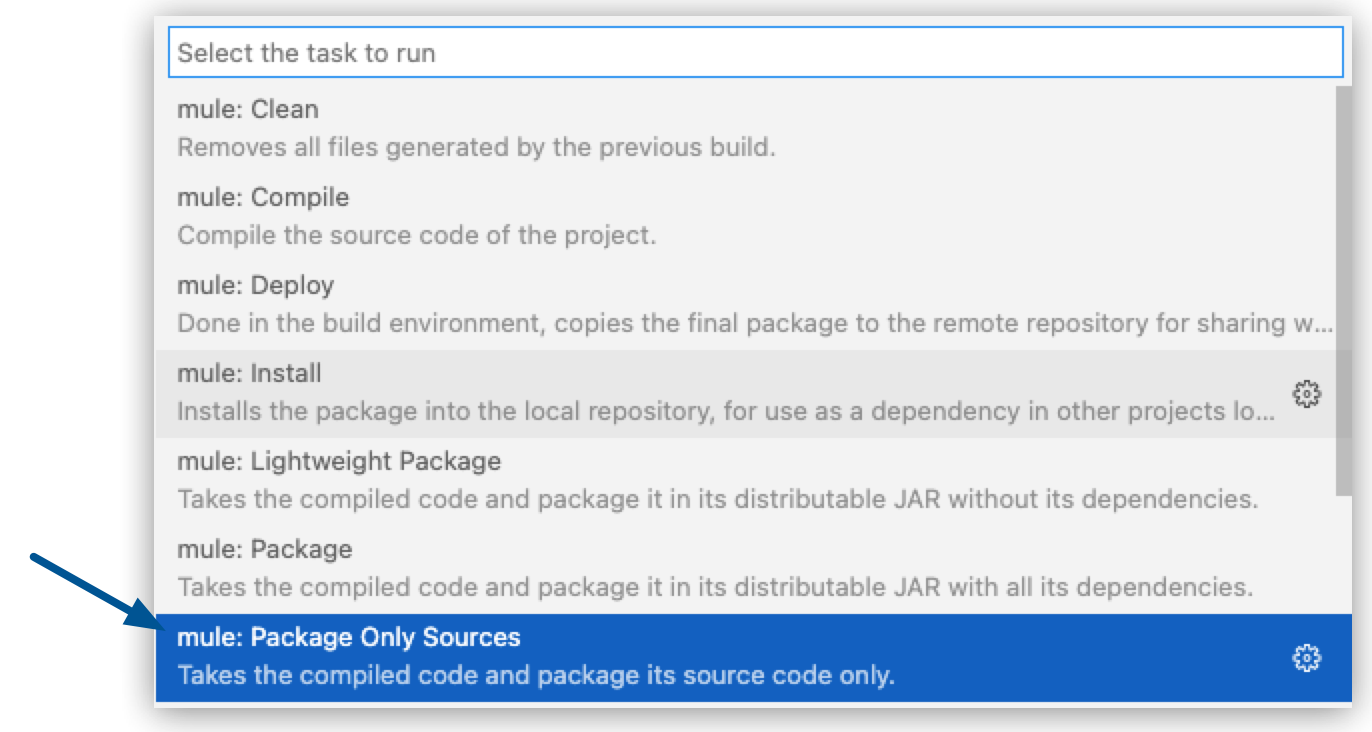 Select the task to run
mule: Clean
Removes all files generated by the previous build.
mule: Compile
Compile the source code of the project.
mule: Deploy
Done in the build environment, copies the final package to the remote repository for sharing w...
mule: Install
Installs the package into the local repository, for use as a dependency in other projects lo...
mule: Lightweight Package
Takes the compiled code and package it in its distributable JAR without its dependencies.
mule: Package
Takes the compiled code and package it in its distributable JAR with all its dependencies.
mule: Package Only Sources
Takes the compiled code and package its source code only.